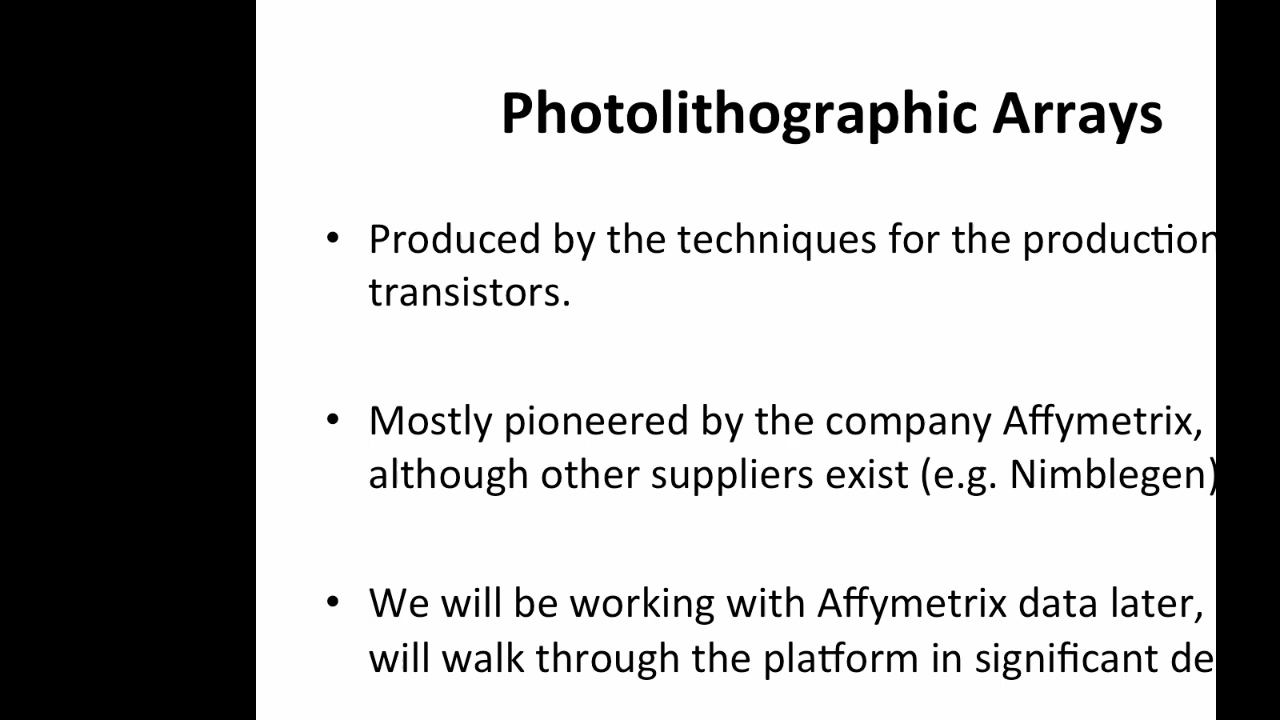 Photolithographic Arrays
• Produced by the techniques for the production
transistors.
• Mostly pioneered by the company Affymetrix,
although other suppliers exist (e.g. Nimblegen)
• We will be working with Affymetrix data later,
will walk through the platform in significant de